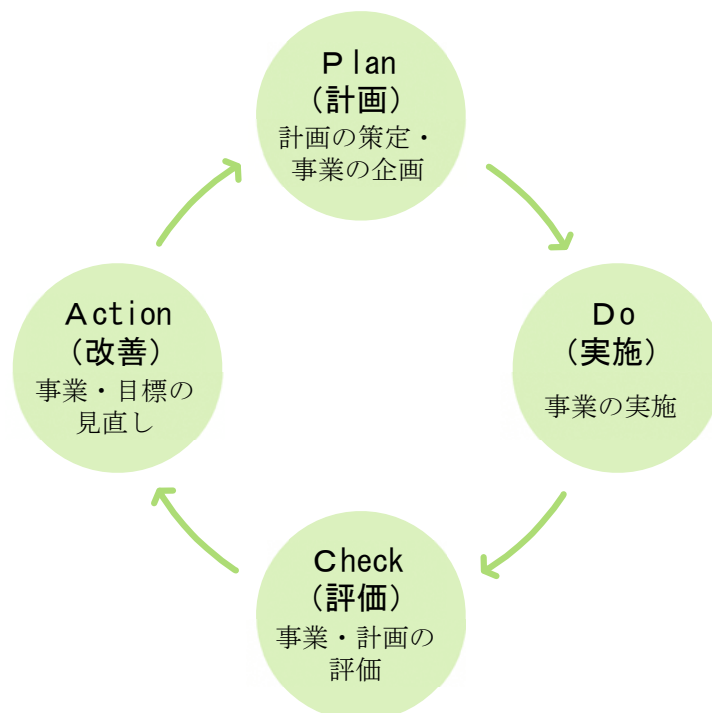 Plan
（計画）
計画の策定・
事業の企画
Do
（実施）
事業の実施
Check
（評価）
事業・計画の
評価
Action
（改善）
事業・目標の
見直し